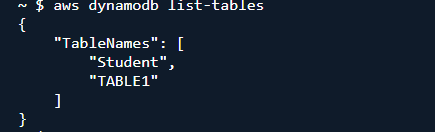 ~ $ aws dynamodb list-tables
{
    "TableNames": [
        "Student",
        "TABLE1"
    ]
}